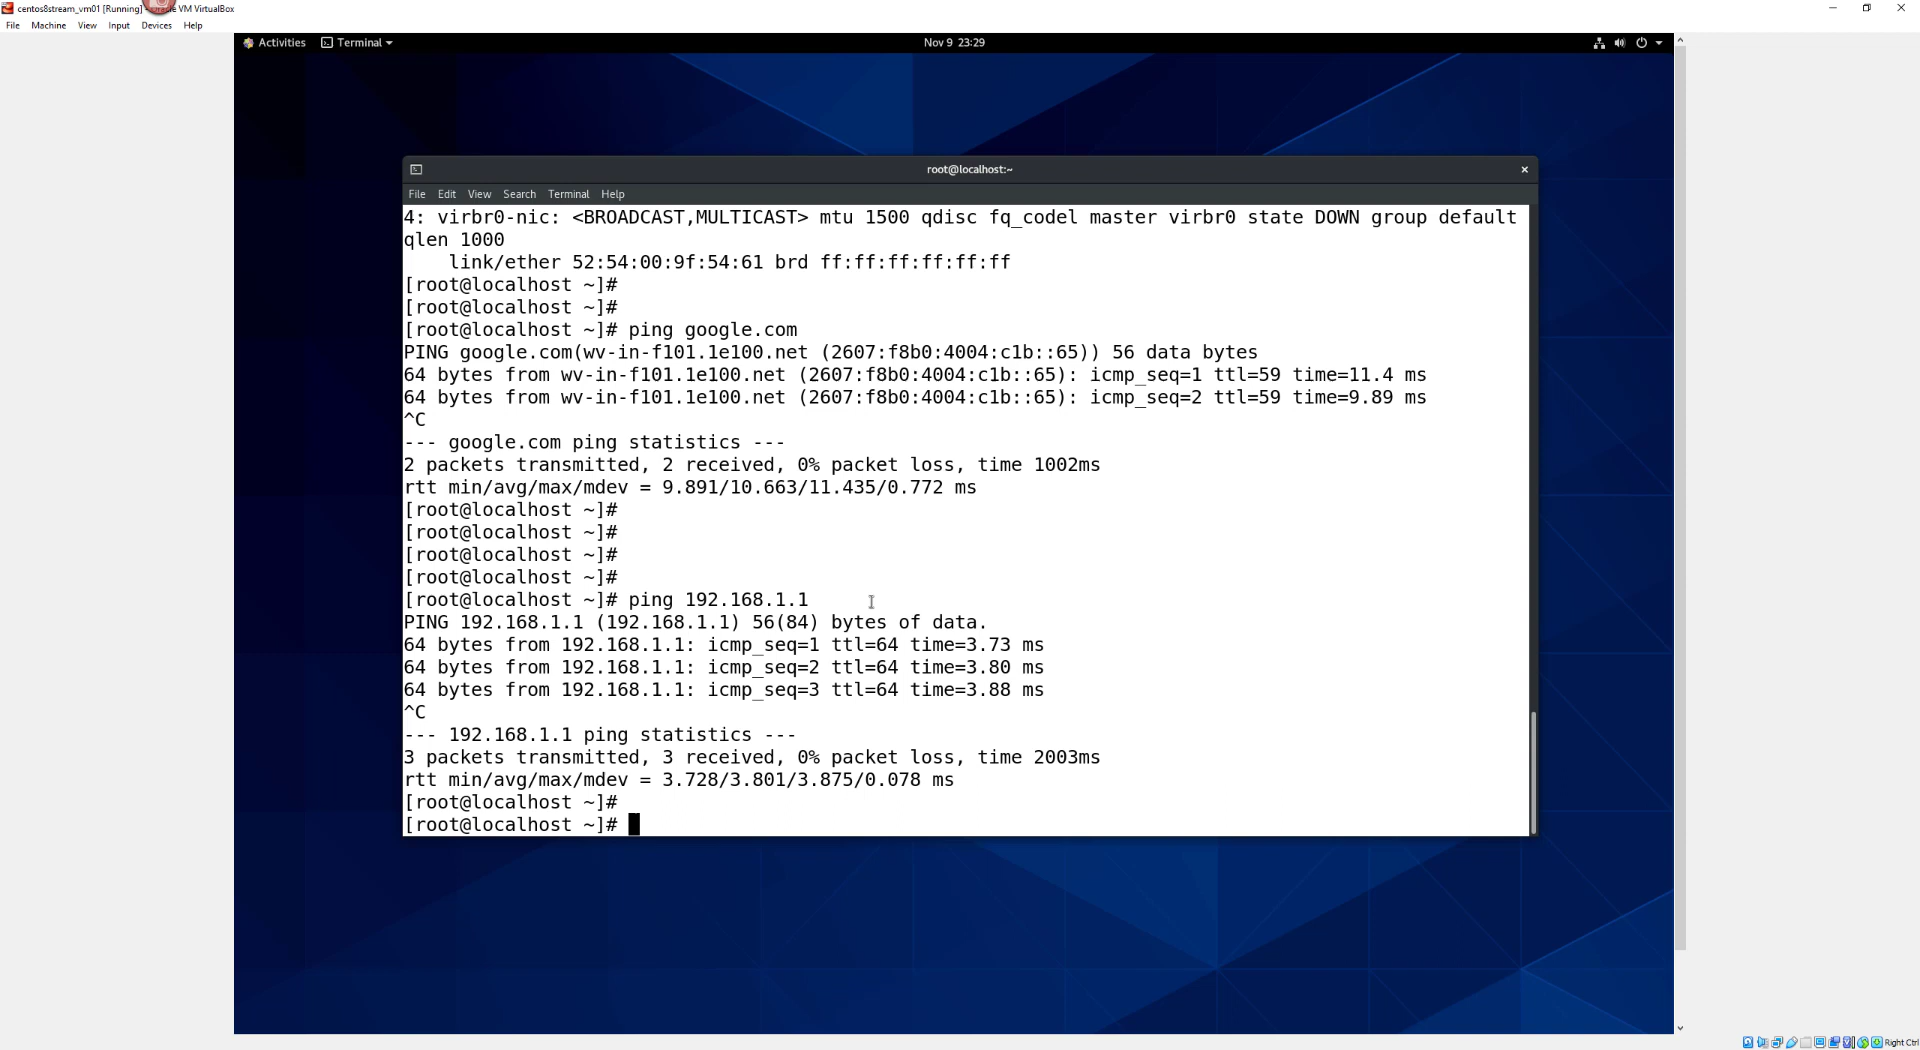 centos8stream_vm01 [Running] - Oracle VM VirtualBox
File Machine View Input Devices Help
Activities Terminal Nov 9 23:29
root@localhost:~
File Edit View Search Terminal Help
4: virbr0-nic: <BROADCAST,MULTICAST> mtu 1500 qdisc fq_codel master virbr0 state DOWN group default
qlen 1000
    link/ether 52:54:00:9f:54:61 brd ff:ff:ff:ff:ff:ff
[root@localhost ~]#
[root@localhost ~]#
[root@localhost ~]# ping google.com
PING google.com(wv-in-f101.1e100.net (2607:f8b0:4004:c1b::65)) 56 data bytes
64 bytes from wv-in-f101.1e100.net (2607:f8b0:4004:c1b::65): icmp_seq=1 ttl=59 time=11.4 ms
64 bytes from wv-in-f101.1e100.net (2607:f8b0:4004:c1b::65): icmp_seq=2 ttl=59 time=9.89 ms
^C
--- google.com ping statistics ---
2 packets transmitted, 2 received, 0% packet loss, time 1002ms
rtt min/avg/max/mdev = 9.891/10.663/11.435/0.772 ms
[root@localhost ~]#
[root@localhost ~]#
[root@localhost ~]#
[root@localhost ~]#
[root@localhost ~]# ping 192.168.1.1
PING 192.168.1.1 (192.168.1.1) 56(84) bytes of data.
64 bytes from 192.168.1.1: icmp_seq=1 ttl=64 time=3.73 ms
64 bytes from 192.168.1.1: icmp_seq=2 ttl=64 time=3.80 ms
64 bytes from 192.168.1.1: icmp_seq=3 ttl=64 time=3.88 ms
^C
--- 192.168.1.1 ping statistics ---
3 packets transmitted, 3 received, 0% packet loss, time 2003ms
rtt min/avg/max/mdev = 3.728/3.801/3.875/0.078 ms
[root@localhost ~]#
[root@localhost ~]#
Right Ctrl